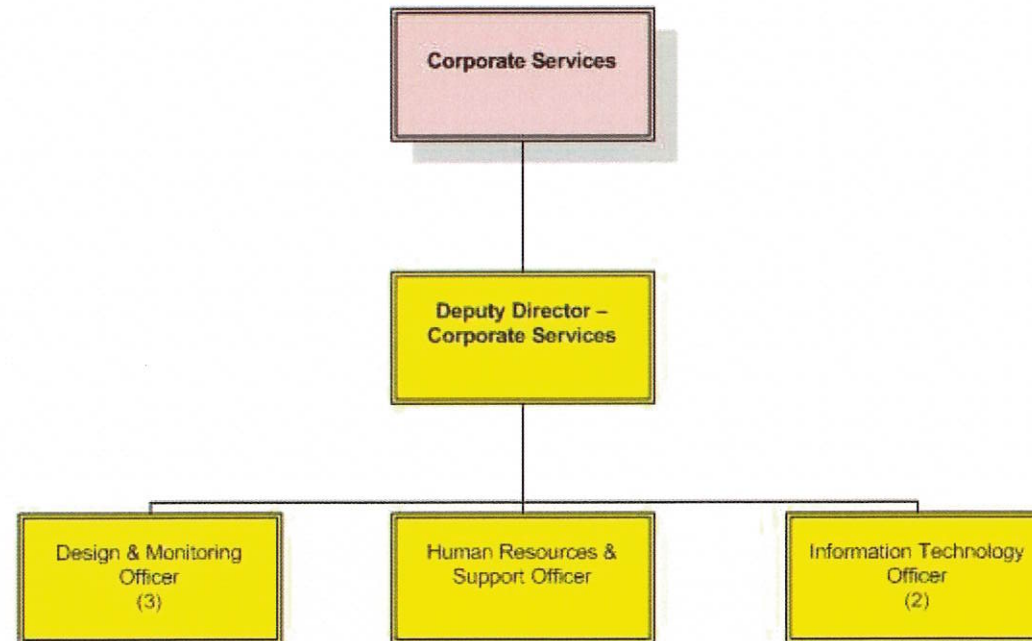 Corporate Services
Deputy Director –
Corporate Services
Design & Monitoring
Officer
(3)
Human Resources &
Support Officer
Information Technology
Officer
(2)